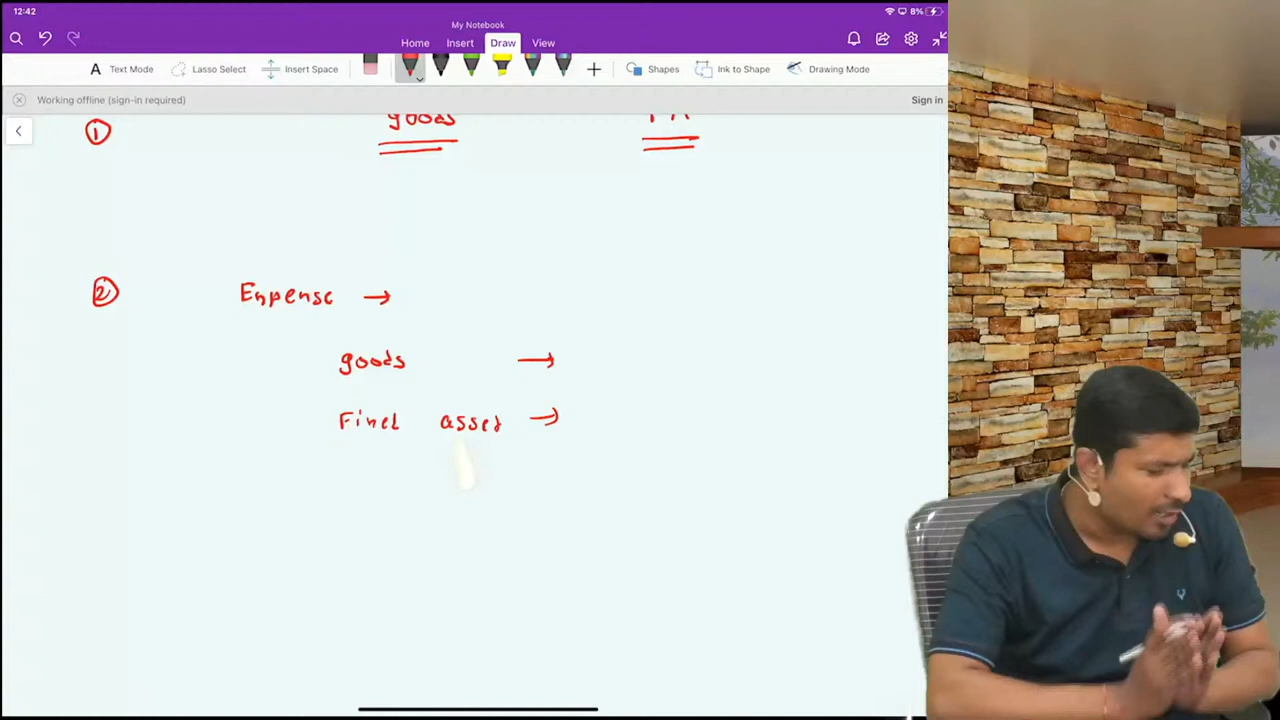 12:42
8%
My Notebook
Home Insert Draw View
Text Mode Lasso Select Insert Space Shapes Ink to Shape Drawing Mode
Working offline (sign-in required) Sign in
1 goods
2 Expense →
goods →
Fixed asset →